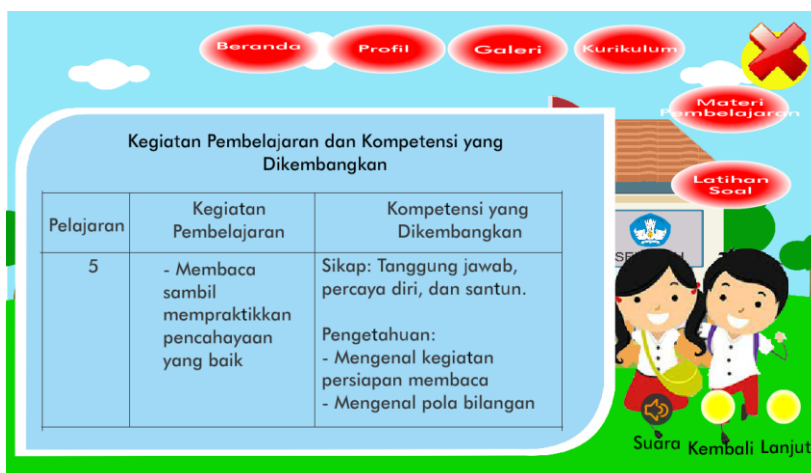 Beranda
Profil
Galeri
Kurikulum
Materi
Pembelajaran
Latihan
Soal
Kegiatan Pembelajaran dan Kompetensi yang
Dikembangkan
Pelajaran
Kegiatan
Pembelajaran
Kompetensi yang
Dikembangkan
5
- Membaca
sambil
mempraktikkan
pencahayaan
yang baik
Sikap: Tanggung jawab,
percaya diri, dan santun.
Pengetahuan:
- Mengenal kegiatan
persiapan membaca
- Mengenal pola bilangan
Suara
Kembali
Lanjut